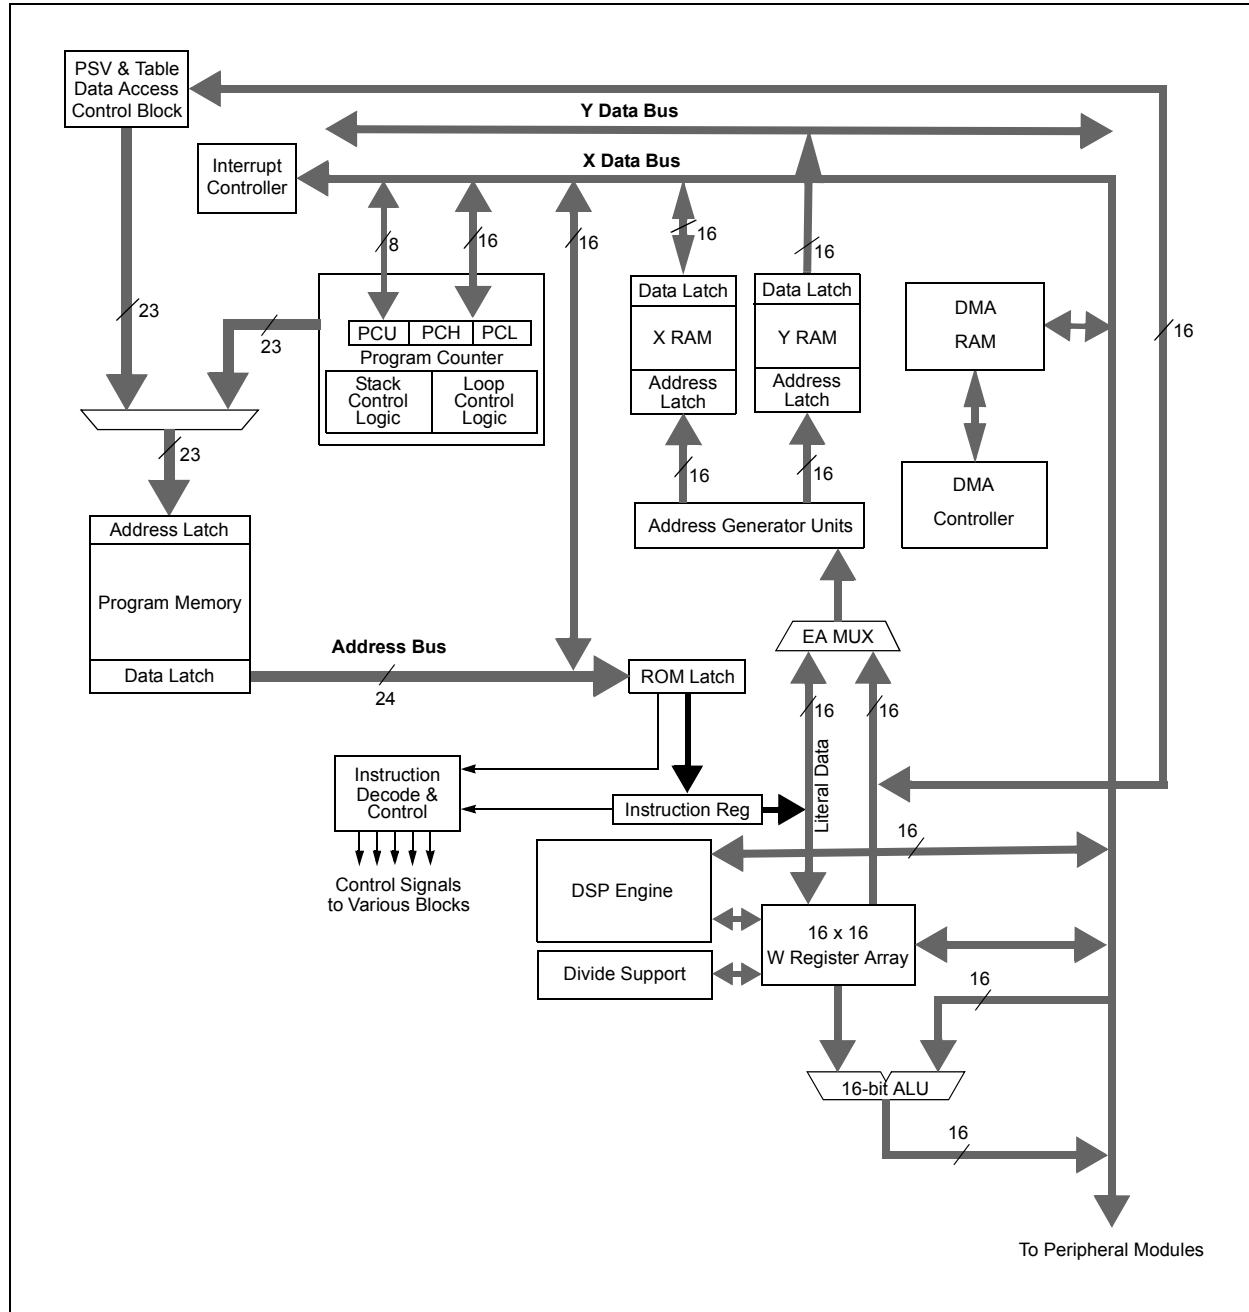 PSV & Table
Data Access
Control Block
Y Data Bus
X Data Bus
Interrupt
Controller
8
16
16
16
16
23
23
16
PCU
PCH
PCL
Program Counter
Stack
Control
Logic
Loop
Control
Logic
Data Latch
X RAM
Address
Latch
Data Latch
Y RAM
Address
Latch
DMA
RAM
23
16
16
DMA
Controller
Address Generator Units
Address Latch
Program Memory
Data Latch
Address Bus
24
EA MUX
ROM Latch
16
16
Literal Data
Instruction
Decode &
Control
Instruction Reg
Control Signals
to Various Blocks
16
DSP Engine
16 x 16
W Register Array
Divide Support
16
16-bit ALU
16
To Peripheral Modules